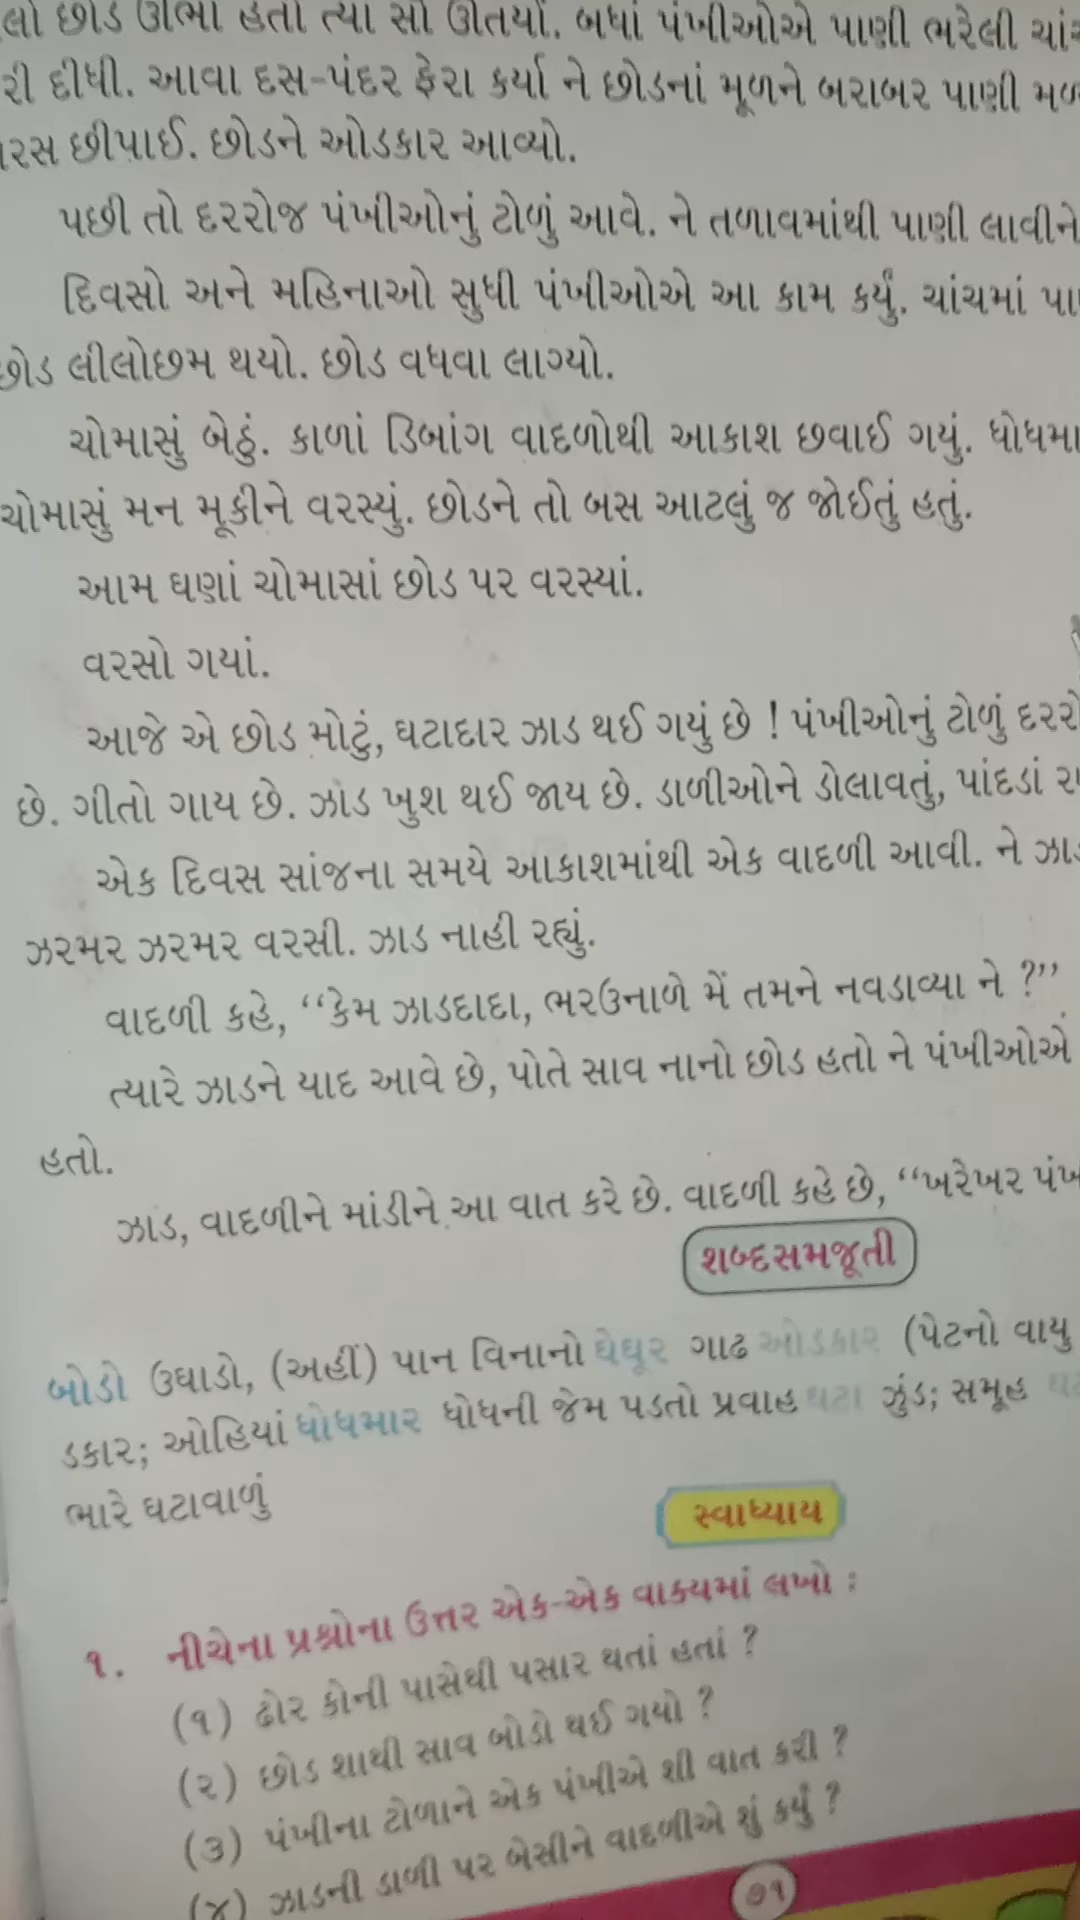 છોડ ઊભો હતો ત્યાં સૌ ઊતર્યાં. બધાં પંખીઓએ પાણી ભરેલી
દીધી. આવા દસ-પંદર ફેરા કર્યા ને છોડનાં મૂળને બરાબર પાણી
છીપાઈ. છોડને ઓડકાર આવ્યો.
પછી તો દરરોજ પંખીઓનું ટોળું આવે. ને તળાવમાંથી પાણી લાવીને
દિવસો અને મહિનાઓ સુધી પંખીઓએ આ કામ કર્યું. ચાંચમાં
છોડ લીલોછમ થયો. છોડ વધવા લાગ્યો.
ચોમાસું બેઠું. કાળાં ડિબાંગ વાદળોથી આકાશ છવાઈ ગયું.
ચોમાસું મન મૂકીને વરસ્યું. છોડને તો બસ આટલું જ જોઈતું હતું.
આમ ઘણાં ચોમાસાં છોડ પર વરસ્યાં.
વરસો ગયાં.
આજે એ છોડ મોટું, ઘટાદાર ઝાડ થઈ ગયું છે ! પંખીઓનું ટોળું
છે. ગીતો ગાય છે. ઝાડ ખુશ થઈ જાય છે. ડાળીઓને ડોલાવતું, પાંદડાં
એક દિવસ સાંજના સમયે આકાશમાંથી એક વાદળી આવી. ને
ઝરમર ઝરમર વરસી. ઝાડ નાહી રહ્યું.
વાદળી કહે, “કેમ ઝાડદાદા, ભરઉનાળે મેં તમને નવડાવ્યા ને ?”
ત્યારે ઝાડને યાદ આવે છે, પોતે સાવ નાનો છોડ હતો ને પંખીઓએ
હતો.
ઝાડ, વાદળીને માંડીને આ વાત કરે છે. વાદળી કહે છે, “ખરેખર
શબ્દસમજૂતી
બોડો ઉઘાડો, (અહીં) પાન વિનાનો ઘેઘૂર ગાઢ ઓડકાર (પેટનો વાયુ
ડકાર; ઓહિયાં ધોધમાર ધોધની જેમ પડતો પ્રવાહ ઘટા ઝુંડ; સમૂહ
ભારે ઘટાવાળું
સ્વાધ્યાય
૧. નીચેના પ્રશ્નોના ઉત્તર એક-એક વાક્યમાં લખો :
(૧) ઢોર કોની પાસેથી પસાર થતાં હતાં ?
(૨) છોડ શાથી સાવ બોડો થઈ ગયો ?
(૩) પંખીના ટોળાને એક પંખીએ શી વાત કરી ?
(૪) ઝાડની ડાળી પર બેસીને વાદળીએ શું કર્યું ?
૭૧